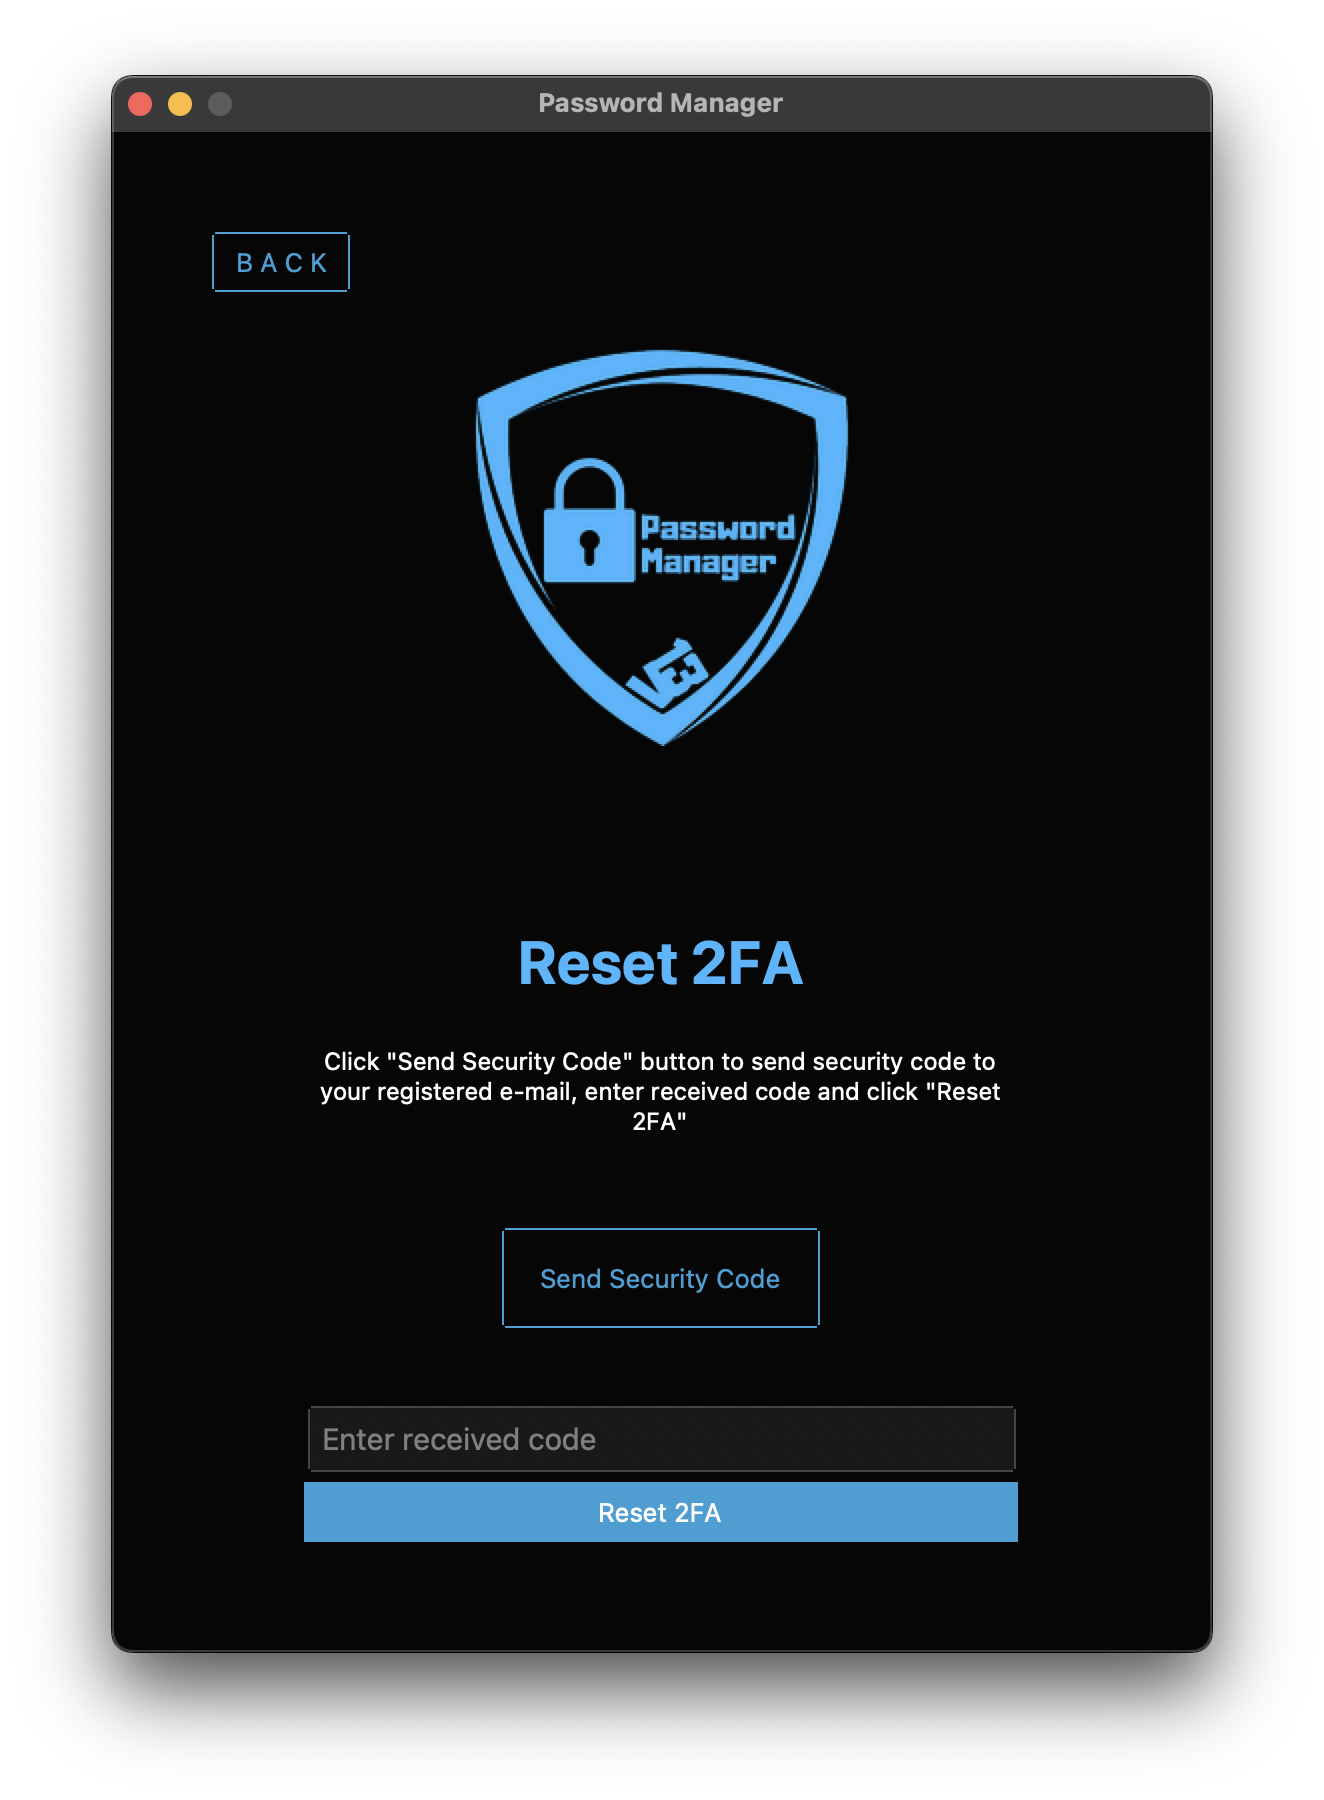 Password Manager
BACK
Password
Manager
Reset 2FA
Click "Send Security Code" button to send security code to
your registered e-mail, enter received code and click "Reset
2FA"
Send Security Code
Enter received code
Reset 2FA